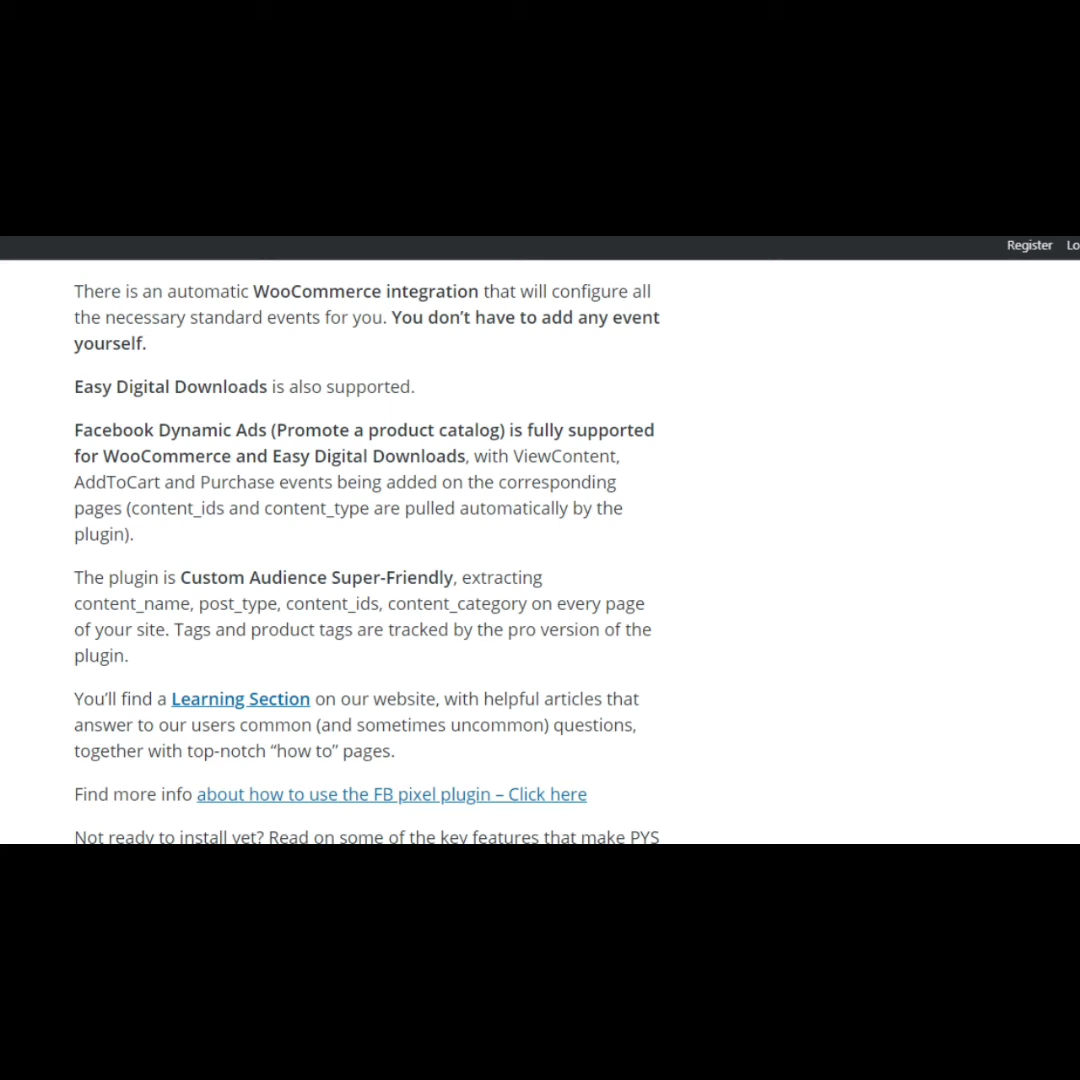 Register Lo
There is an automatic WooCommerce integration that will configure all
the necessary standard events for you. You don’t have to add any event
yourself.
Easy Digital Downloads is also supported.
Facebook Dynamic Ads (Promote a product catalog) is fully supported
for WooCommerce and Easy Digital Downloads, with ViewContent,
AddToCart and Purchase events being added on the corresponding
pages (content_ids and content_type are pulled automatically by the
plugin).
The plugin is Custom Audience Super-Friendly, extracting
content_name, post_type, content_ids, content_category on every page
of your site. Tags and product tags are tracked by the pro version of the
plugin.
You’ll find a Learning Section on our website, with helpful articles that
answer to our users common (and sometimes uncommon) questions,
together with top-notch “how to” pages.
Find more info about how to use the FB pixel plugin – Click here
Not ready to install yet? Read on some of the key features that make PYS